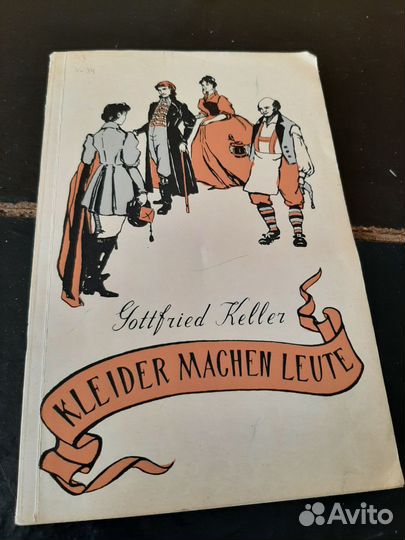 Gottfried Keller
KLEIDER MACHEN LEUTE
Avito